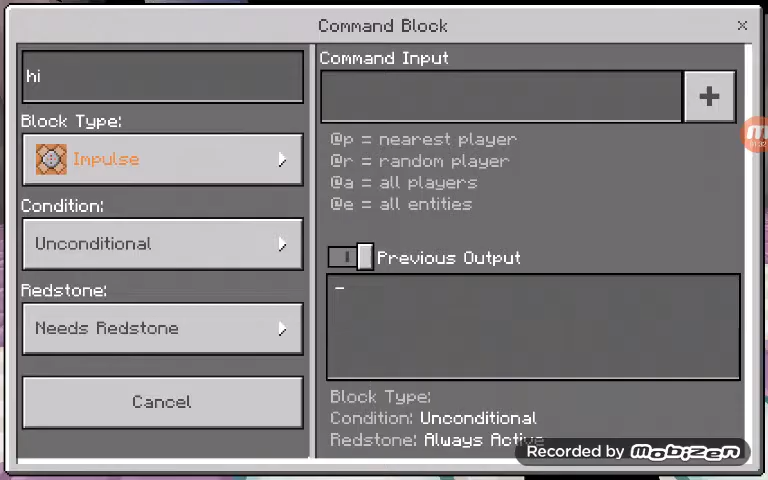 Command Block
hi
Block Type:
Impulse
Condition:
Unconditional
Redstone:
Needs Redstone
Cancel
Command Input
@p = nearest player
@r = random player
@a = all players
@e = all entities
Previous Output
-
Block Type:
Condition: Unconditional
Redstone: Always Active
Recorded by mobizen